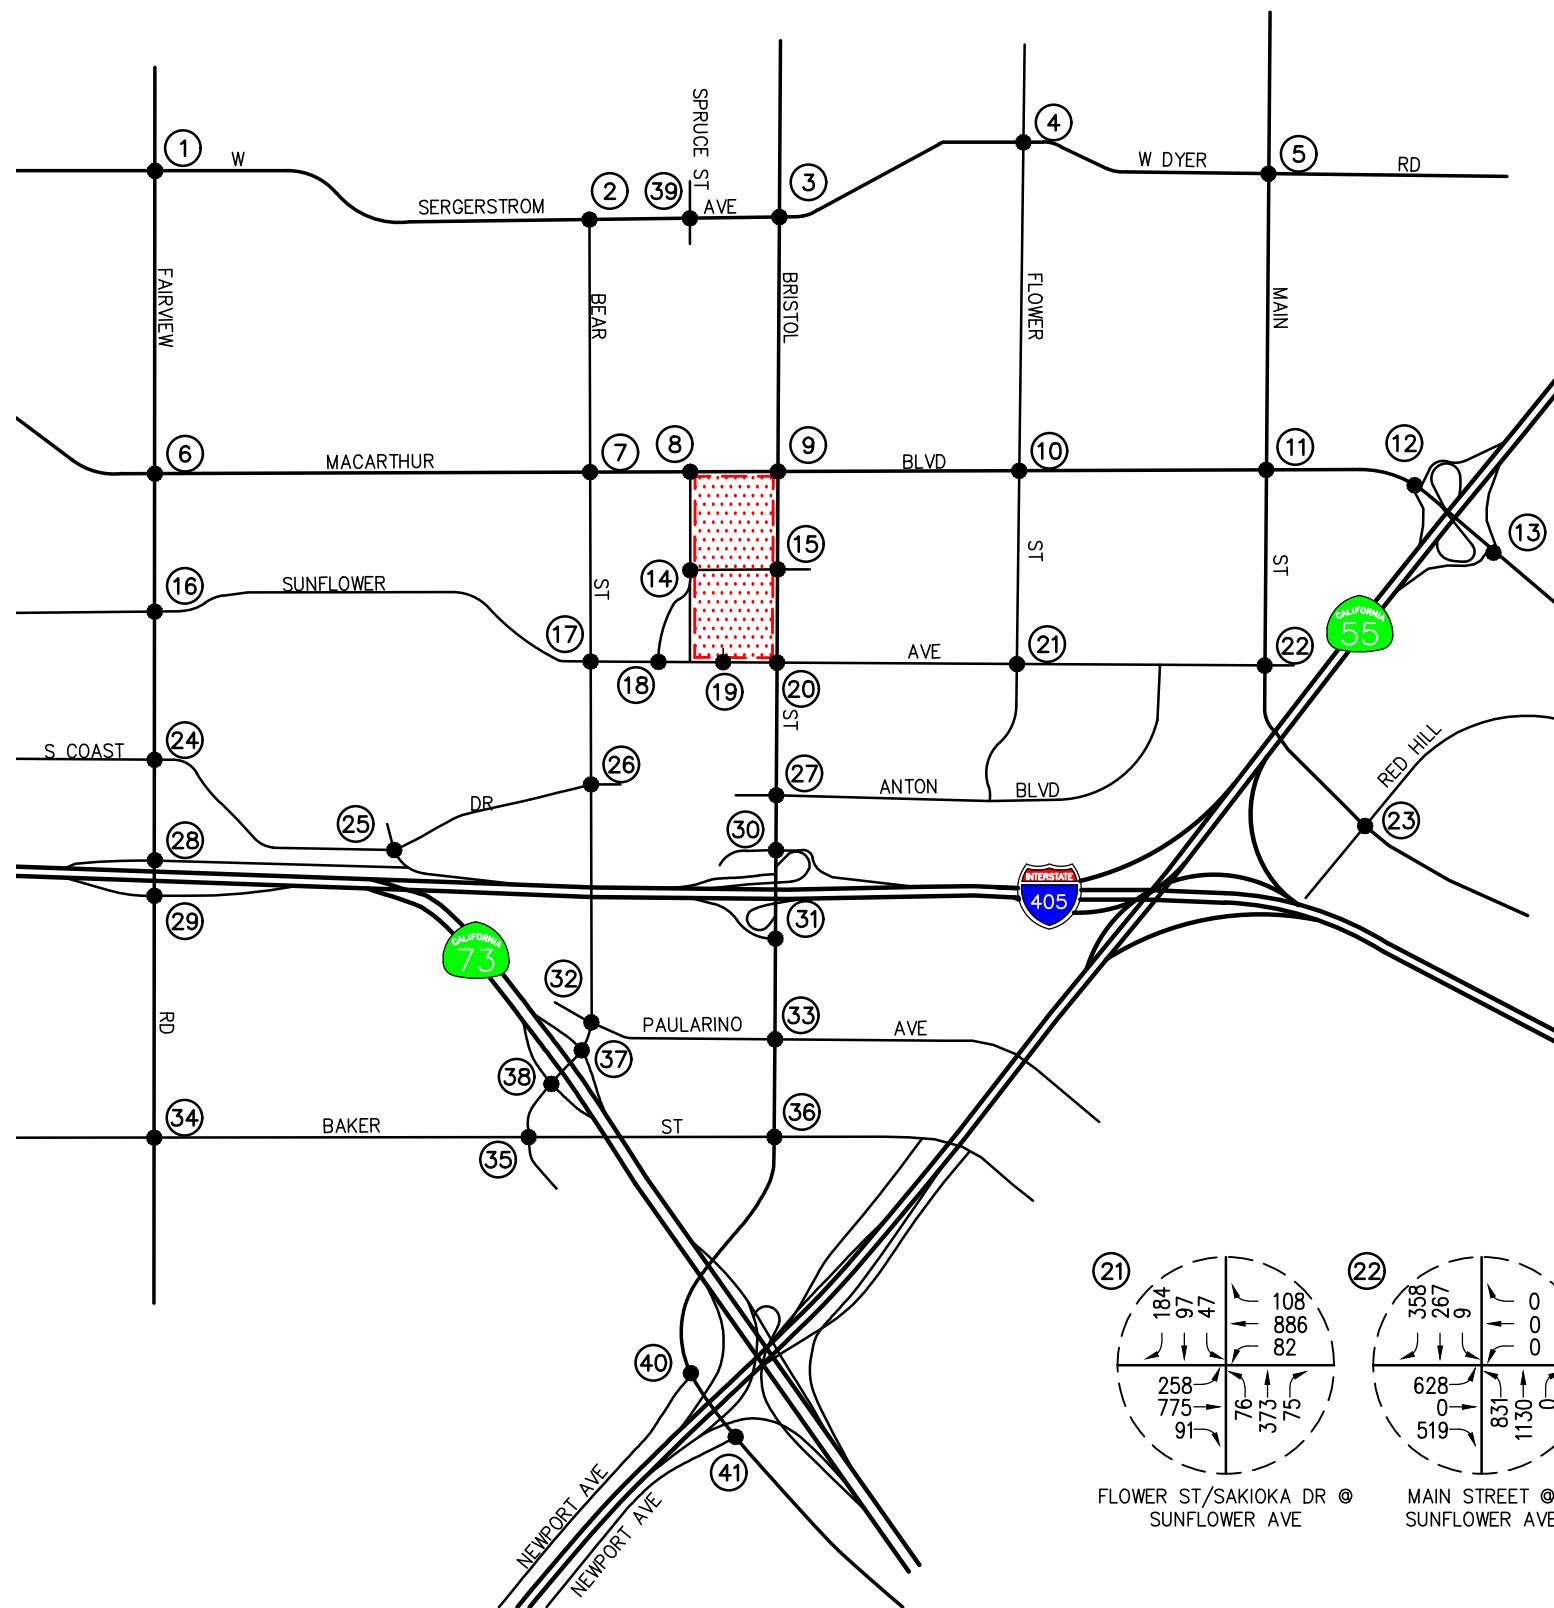 SPRUCE ST
1
W
4
W DYER
5
RD
2
39
3
SERGERSTROM
AVE
FAIRVIEW
BEAR
BRISTOL
FLOWER
MAIN
6
MACARTHUR
7
8
9
BLVD
10
11
12
13
16
SUNFLOWER
ST
14
15
ST
ST
CALIFORNIA
55
17
18
19
20
AVE
21
22
ST
S COAST
24
26
27
ANTON
BLVD
RED HILL
DR
25
30
23
28
29
31
INTERSTATE
405
CALIFORNIA
73
32
RD
PAULARINO
33
AVE
37
38
34
BAKER
ST
36
35
40
41
NEWPORT AVE
NEWPORT AVE
21
184
97
47
108
886
82
258
775
91
76
373
75
FLOWER ST/SAKIOKA DR @
SUNFLOWER AVE
22
358
267
9
0
0
0
628
0
519
831
1130
0
MAIN STREET @
SUNFLOWER AVE